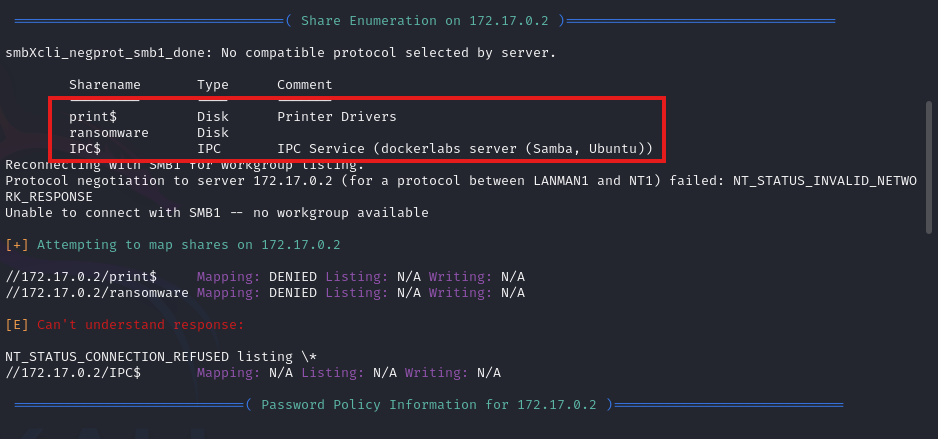 ==================================( Share Enumeration on 172.17.0.2 )==================================
smbXcli_negprot_smb1_done: No compatible protocol selected by server.
Sharename Type Comment
--------- ---- -------
print$ Disk Printer Drivers
ransomware Disk
IPC$ IPC IPC Service (dockerlabs server (Samba, Ubuntu))
Reconnecting with SMB1 for workgroup listing.
Protocol negotiation to server 172.17.0.2 (for a protocol between LANMAN1 and NT1) failed: NT_STATUS_INVALID_NETWO
RK_RESPONSE
Unable to connect with SMB1 -- no workgroup available
[+] Attempting to map shares on 172.17.0.2
//172.17.0.2/print$ Mapping: DENIED Listing: N/A Writing: N/A
//172.17.0.2/ransomware Mapping: DENIED Listing: N/A Writing: N/A
[E] Can't understand response:
NT_STATUS_CONNECTION_REFUSED listing \*
//172.17.0.2/IPC$ Mapping: N/A Listing: N/A Writing: N/A
=============================( Password Policy Information for 172.17.0.2 )=============================